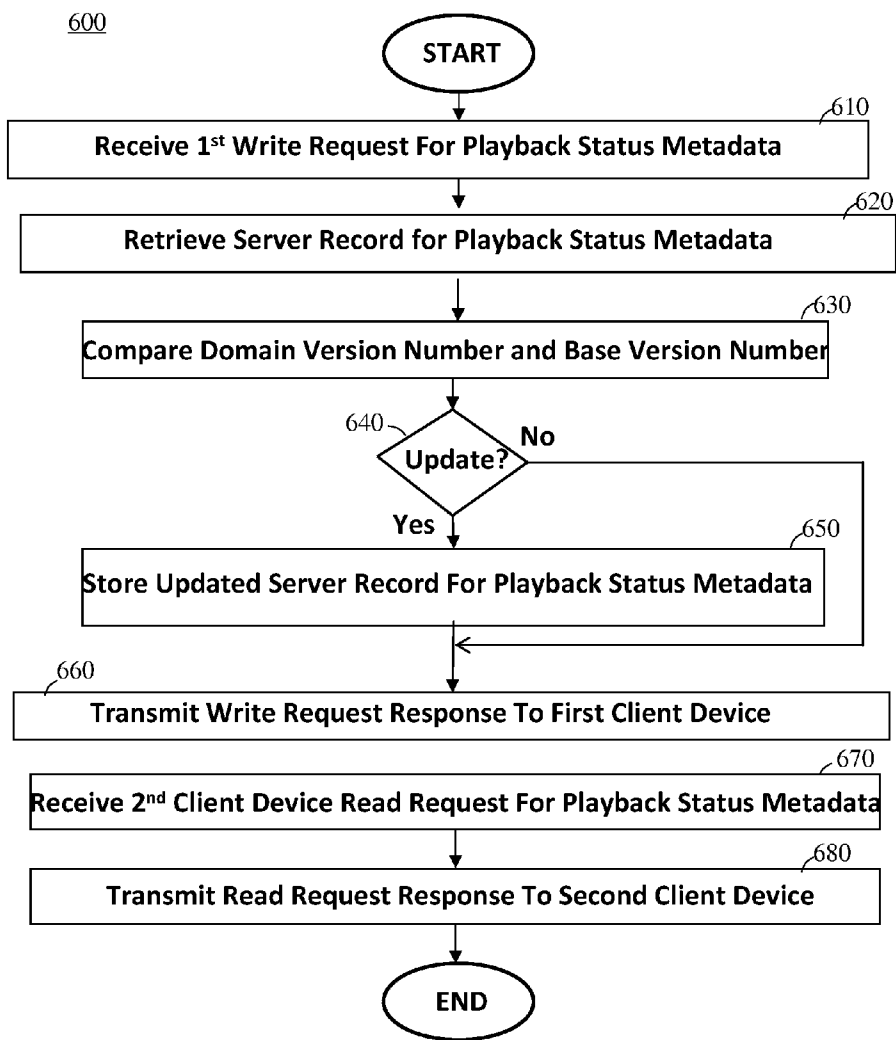 600
START
610
Receive 1st Write Request For Playback Status Metadata
620
Retrieve Server Record for Playback Status Metadata
630
Compare Domain Version Number and Base Version Number
640
No
Update?
Yes
650
Store Updated Server Record For Playback Status Metadata
660
Transmit Write Request Response To First Client Device
670
Receive 2nd Client Device Read Request For Playback Status Metadata
680
Transmit Read Request Response To Second Client Device
END